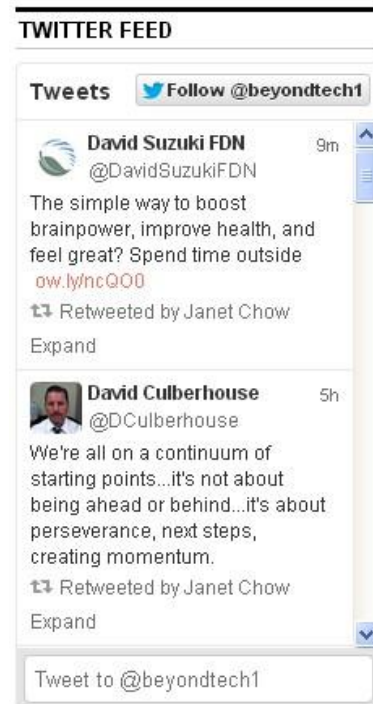 TWITTER FEED
Tweets Follow @beyondtech1
David Suzuki FDN 9m
@DavidSuzukiFDN
The simple way to boost
brainpower, improve health, and
feel great? Spend time outside
ow.ly/ncQO0
Retweeted by Janet Chow
Expand
David Culberhouse 5h
@DCulberhouse
We're all on a continuum of
starting points...it's not about
being ahead or behind...it's about
perseverance, next steps,
creating momentum.
Retweeted by Janet Chow
Expand
Tweet to @beyondtech1